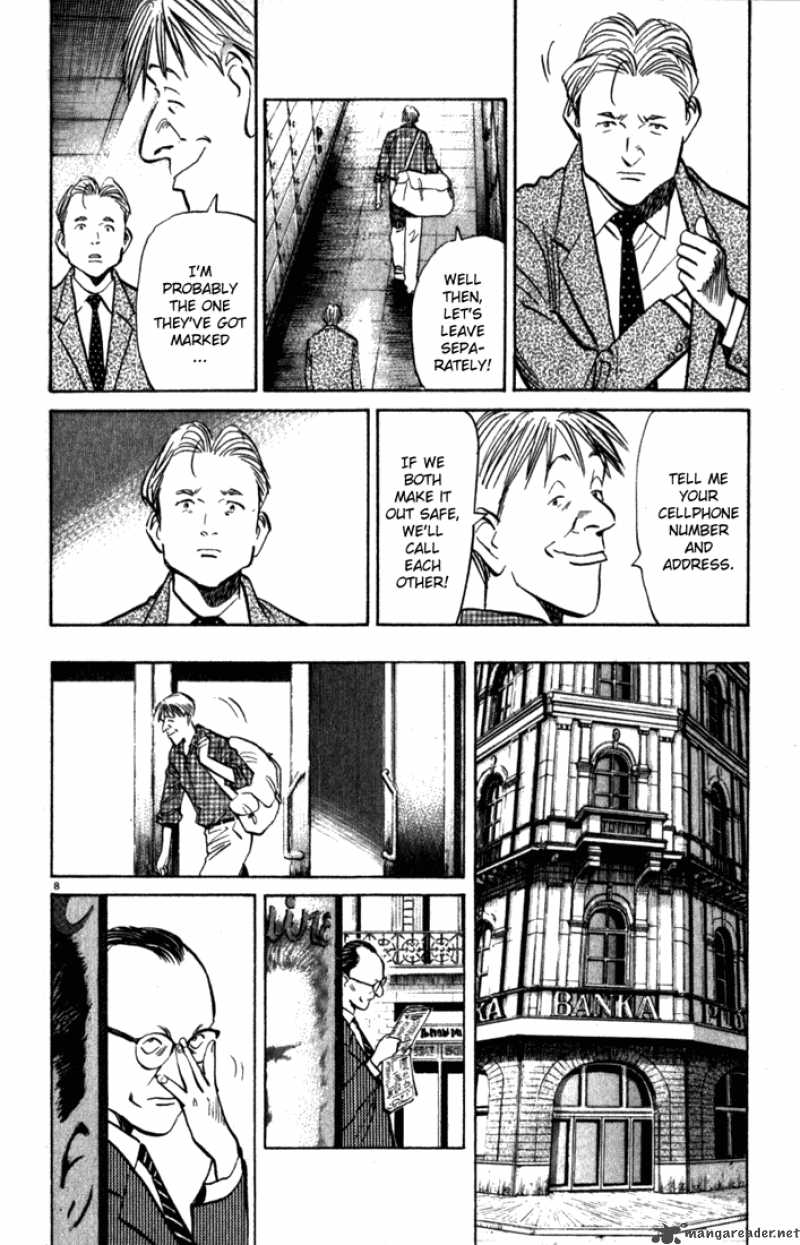 WELL
THEN,
LET'S
LEAVE
SEPA-
RATELY!
I'M
PROBABLY
THE ONE
THEY'VE GOT
MARKED
...
TELL ME
YOUR
CELLPHONE
NUMBER
AND
ADDRESS.
IF WE
BOTH
MAKE IT
OUT SAFE,
WE'LL
CALL
EACH
OTHER!
KA BANKA
8
mangareader.net